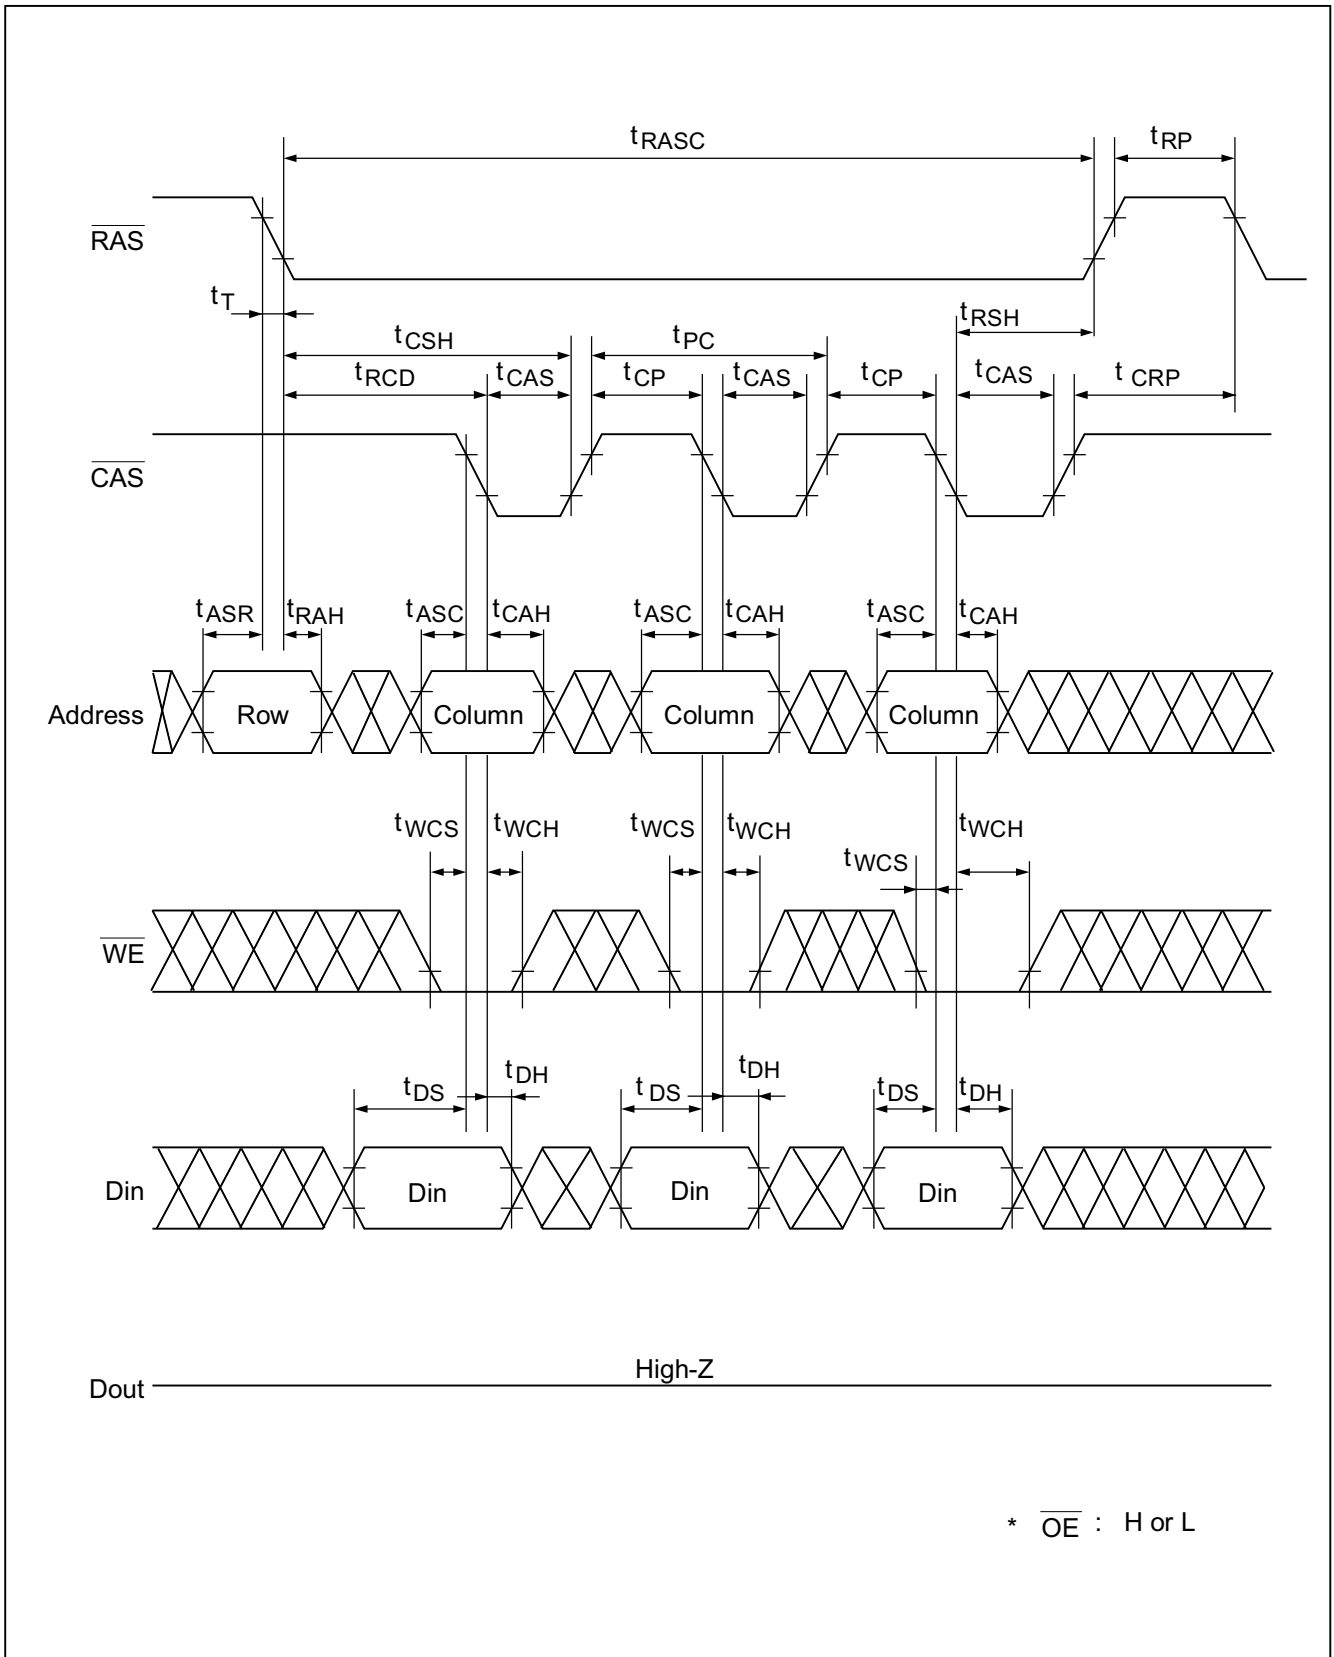 tRASC tRP
RAS
tT tRSH
tCSH tPC
tRCD tCAS tCP tCAS tCP tCAS tCRP
CAS
tASR tRAH tASC tCAH tASC tCAH tASC tCAH
Address Row Column Column Column
tWCS tWCH tWCS tWCH tWCH
tWCS
WE
tDS tDH tDS tDH tDS tDH
Din Din Din Din
High-Z
Dout
* OE : H or L